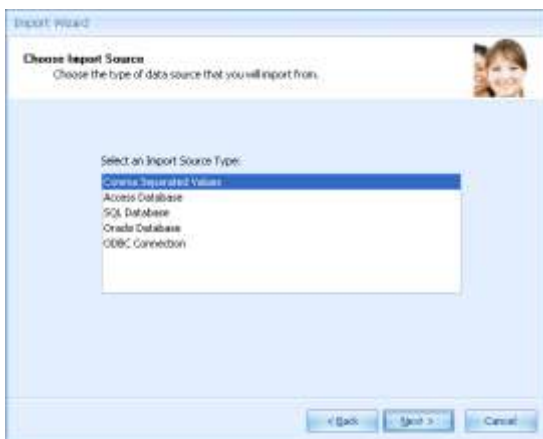 Import Wizard
Choose Import Source
Choose the type of data source that you will import from.
Select an Import Source Type:
Comma Separated Values
Access Database
SQL Database
Oracle Database
ODBC Connection
< Back
Next >
Cancel